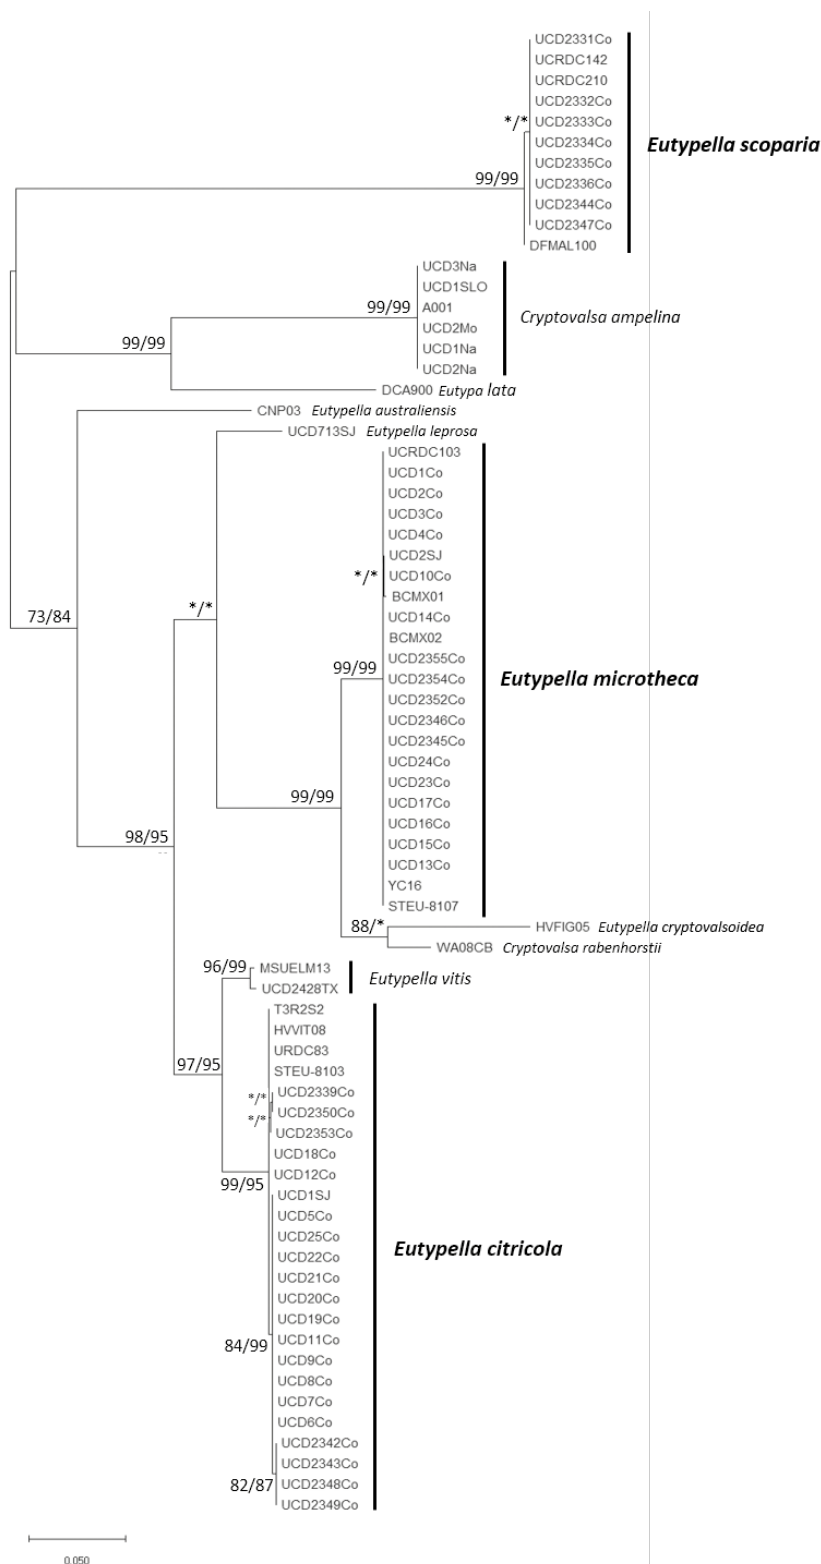 UCD2331Co
UCRDC142
UCRDC210
UCD2332Co
*/* UCD2333Co
UCD2334Co Eutypella scoparia
UCD2335Co
99/99 UCD2336Co
UCD2344Co
UCD2347Co
DFMAL100
UCD3Na
UCD1SLO
99/99 A001 Cryptovalsa ampelina
UCD2Mo
99/99 UCD1Na
UCD2Na
DCA900 Eutypa lata
CNP03 Eutypella australiensis
UCD713SJ Eutypella leprosa
UCRDC103
UCD1Co
UCD2Co
UCD3Co
UCD4Co
UCD2SJ
*/* UCD10Co
BCMX01
73/84 */* UCD14Co
BCMX02
UCD2355Co
99/99 UCD2354Co Eutypella microtheca
UCD2352Co
UCD2346Co
UCD2345Co
UCD24Co
UCD23Co
99/99 UCD17Co
UCD16Co
98/95 UCD15Co
UCD13Co
YC16
STEU-8107
88/* HVFIG05 Eutypella cryptovalsoidea
WA08CB Cryptovalsa rabenhorstii
96/99 MSUELM13 Eutypella vitis
UCD2428TX
T3R2S2
HVVIT08
URDC83
97/95 STEU-8103
*/* UCD2339Co
*/* UCD2350Co
UCD2353Co
UCD18Co
99/95 UCD12Co
UCD1SJ
UCD5Co
UCD25Co Eutypella citricola
UCD22Co
UCD21Co
UCD20Co
UCD19Co
84/99 UCD11Co
UCD9Co
UCD8Co
UCD7Co
UCD6Co
UCD2342Co
UCD2343Co
82/87 UCD2348Co
UCD2349Co
0.050